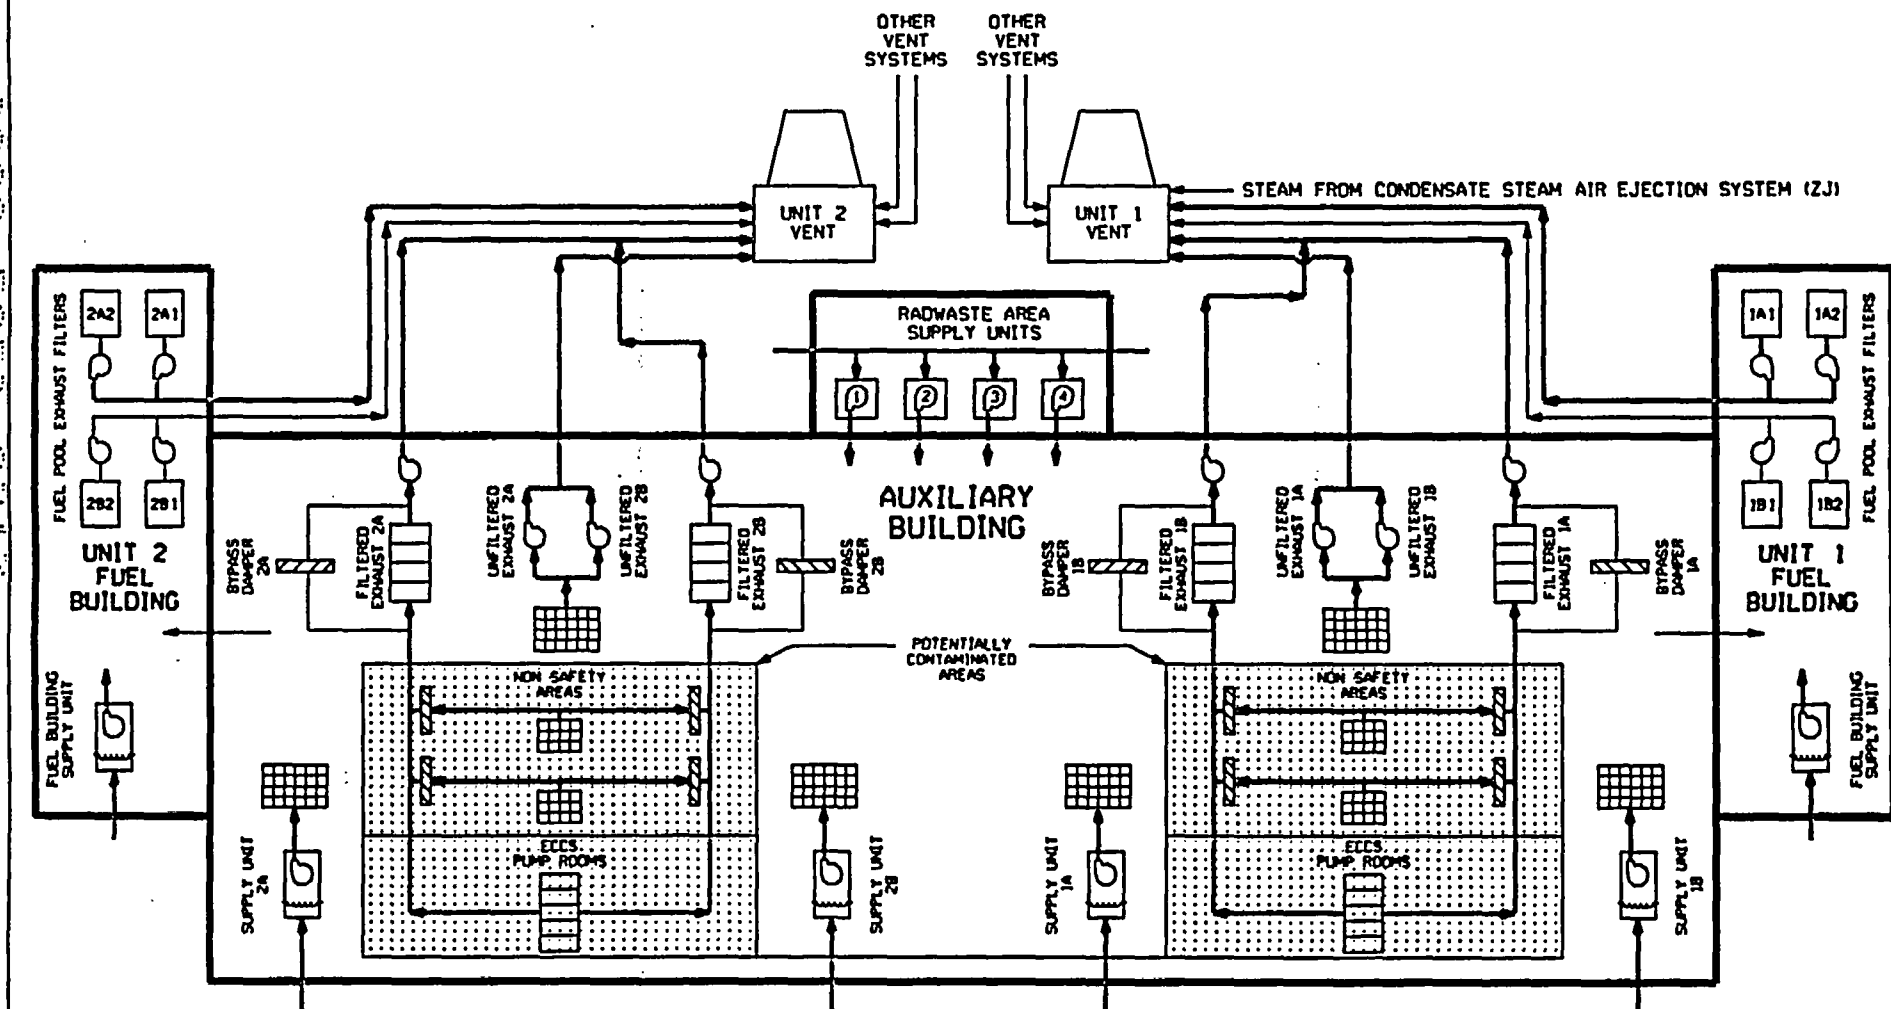 OTHER
VENT
SYSTEMS
OTHER
VENT
SYSTEMS
STEAM FROM CONDENSATE STEAM AIR EJECTION SYSTEM (ZJ)
UNIT 2
VENT
UNIT 1
VENT
RADWASTE AREA
SUPPLY UNITS
1
2
3
4
FUEL POOL EXHAUST FILTERS
2A2
2A1
2B2
2B1
UNIT 2
FUEL
BUILDING
FUEL BUILDING
SUPPLY UNIT
1A1
1A2
1B1
1B2
FUEL POOL EXHAUST FILTERS
UNIT 1
FUEL
BUILDING
FUEL BUILDING
SUPPLY UNIT
AUXILIARY
BUILDING
BYPASS
DAMPER
2A
FILTERED
EXHAUST 2A
UNFILTERED
EXHAUST 2A
UNFILTERED
EXHAUST 2B
FILTERED
EXHAUST 2B
BYPASS
DAMPER
2B
BYPASS
DAMPER
1B
FILTERED
EXHAUST 1B
UNFILTERED
EXHAUST 1A
UNFILTERED
EXHAUST 1B
FILTERED
EXHAUST 1A
BYPASS
DAMPER
1A
POTENTIALLY
CONTAMINATED
AREAS
NON SAFETY
AREAS
NON SAFETY
AREAS
ECCS
PUMP ROOMS
ECCS
PUMP ROOMS
SUPPLY UNIT
2A
SUPPLY UNIT
2B
SUPPLY UNIT
1A
SUPPLY UNIT
1B